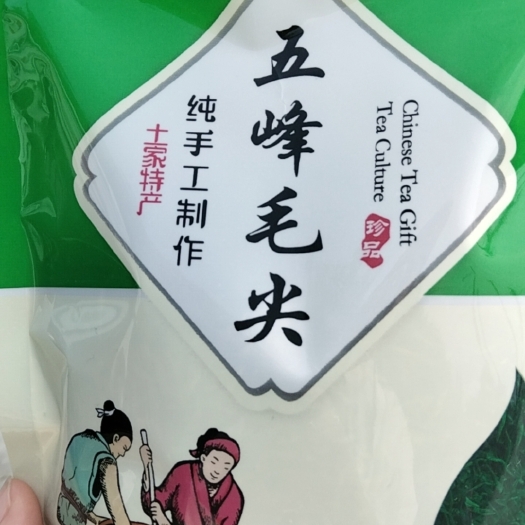 五峰毛尖
纯手工制作
土家特产
Chinese Tea Gift
Tea Culture
珍品